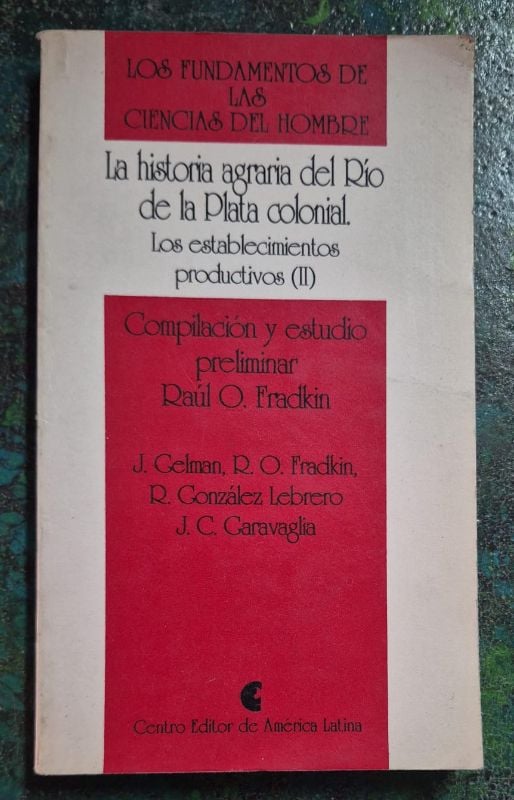 LOS FUNDAMENTOS DE
LAS
CIENCIAS DEL HOMBRE
La historia agraria del Río
de la Plata colonial.
Los establecimientos
productivos (II)
Compilación y estudio
preliminar
Raúl O. Fradkin
J. Gelman, R. O. Fradkin,
R. González Lebrero
J. C. Garavaglia
Centro Editor de América Latina